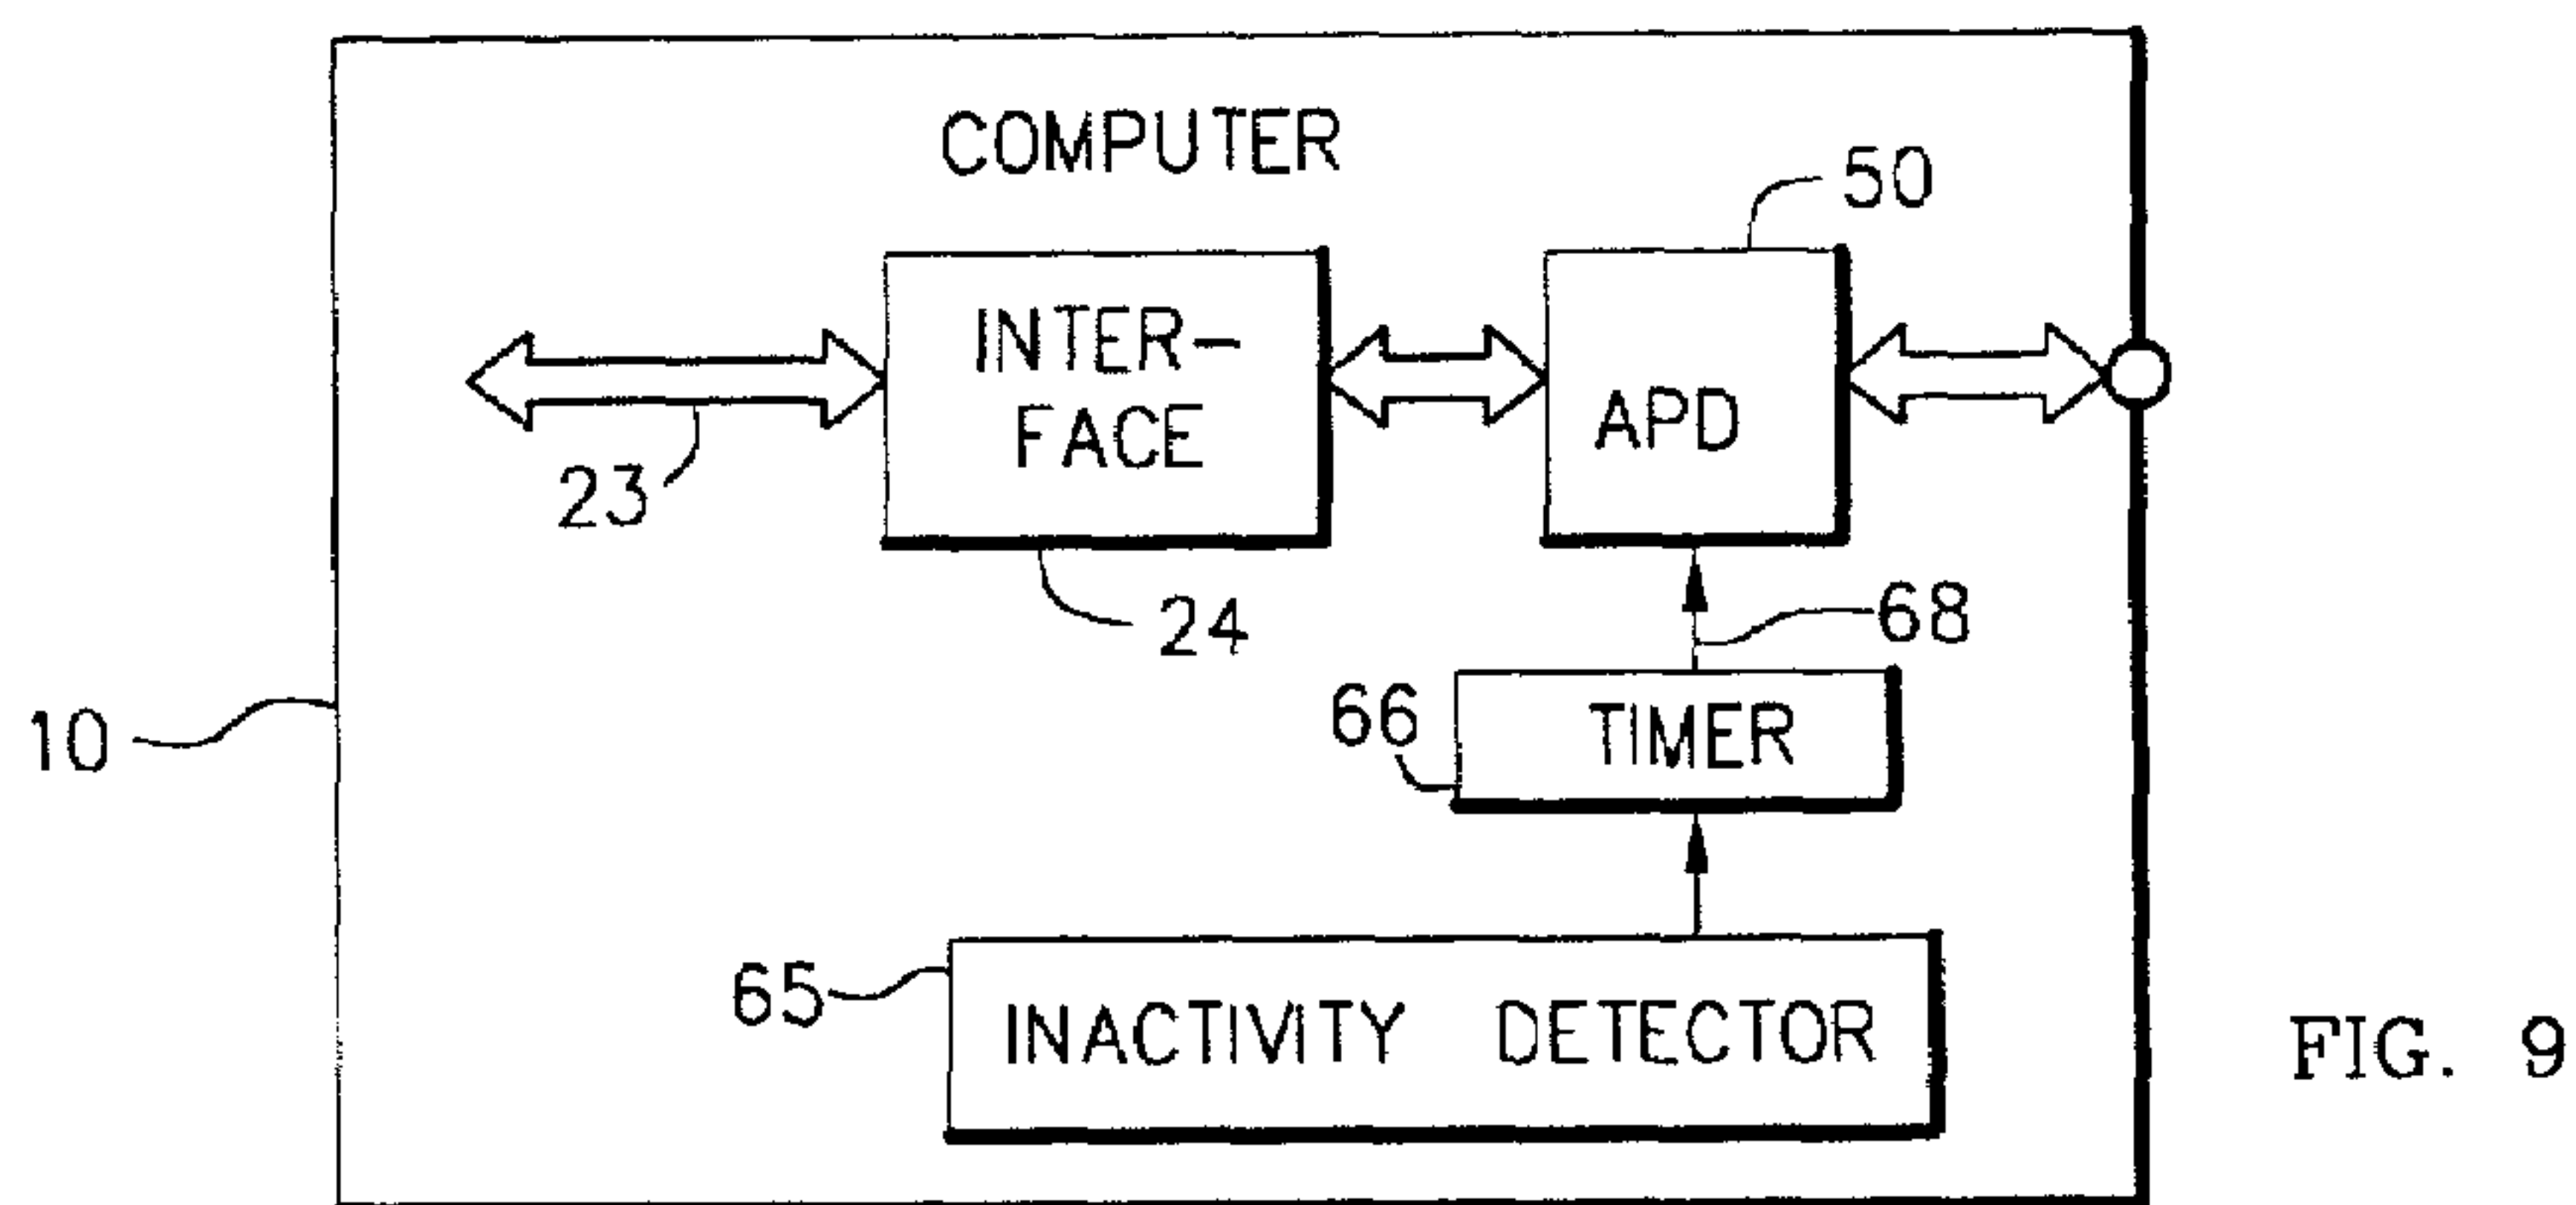 COMPUTER
50
INTER-
FACE
APD
23
24
68
10
66
TIMER
65
INACTIVITY DETECTOR
FIG. 9